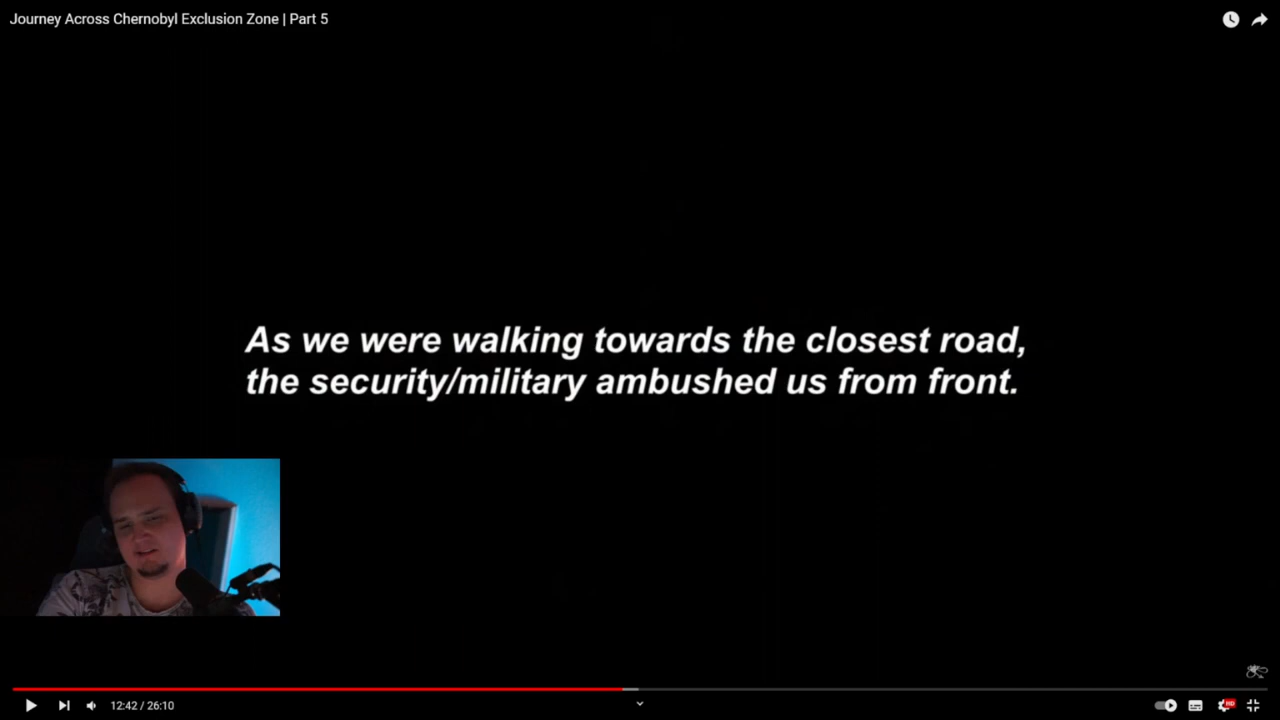 Journey Across Chernobyl Exclusion Zone | Part 5
As we were walking towards the closest road,
the security/military ambushed us from front.
12:42 / 26:10
HD